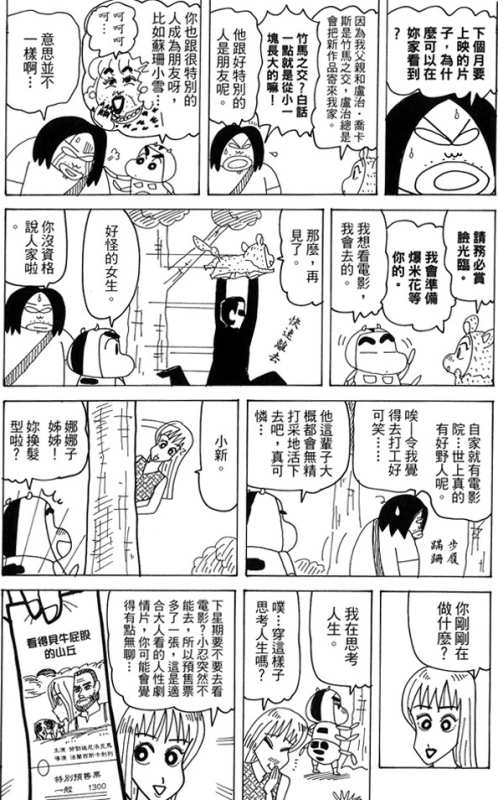 下個月要
上映的片
子，為什
麼可以在
妳家看到
？
因為我父親和
盧治·喬卡
斯是竹馬之交，盧治總是
會把新作品寄來我家。
竹馬之交？白話
一點就是從小一
塊長大的嘛！
他跟好特別的
人是朋友呢。
你也跟很特別的
人成為朋友呀，
比如蘇珊小雪…
呵呵
呵呵
意思並不
一樣啊…
請務必賞
臉光臨。
我會準備
爆米花等
你的。
我想看電影，
我會去的。
那麼，再
見了。
快速離去
好怪的女生。
你沒資格
說人家啦
。
自家就有電影
院…世上真的
有好野人呢。
唉—令我覺
得去打工好
可笑…
步履
蹣跚
他這輩子大
概都會無精
打采地活下
去吧，真可
憐…
小新。
娜娜子
姊姊！
妳換髮
型啦？
你剛剛在
做什麼？
我在思考
人生。
噗…穿這樣子
思考人生嗎？
下星期要不要去看
電影？小忍突然不
能去，所以預售票
多了一張，這是適
合大人看的人性劇
情片，你可能會覺
得有點無聊…
看得見牛屁股
的山丘
特別預售票
一般 1300